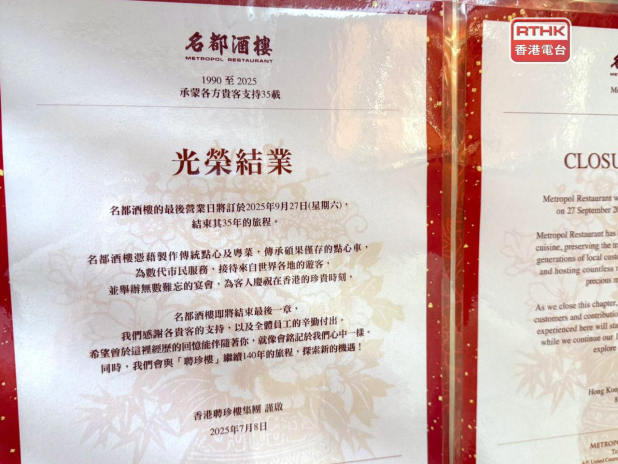 名都酒樓
METROPOL RESTAURANT
1990 至 2025
承蒙各方貴客支持35載
光榮結業
名都酒樓的最後營業日將訂於2025年9月27日(星期六),
結束其35年的旅程。
名都酒樓憑藉製作傳統點心及粵菜,傳承碩果僅存的點心車,
為數代市民服務,接待來自世界各地的遊客,
並舉辦無數難忘的宴會,為客人慶祝在香港的珍貴時刻。
名都酒樓即將結束最後一章,
我們感謝各貴客的支持,以及全體員工的辛勤付出。
希望曾於這裡經歷的回憶能伴隨著你,就像會銘記於我們心中一樣。
同時,我們會與「聘珍樓」繼續140年的旅程,探索新的機遇!
香港聘珍樓集團 謹啟
2025年7月8日
RTHK
香港電台
CLOSU
Metropol Restaurant w
on 27 September 20
Metropol Restaurant has
cuisine, preserving the tr
generations of local custo
and hosting countless
precious m
As we close this chapter,
customers and contribution
experienced here will sta
while we continue our
explore
Hong Kong
METROPO